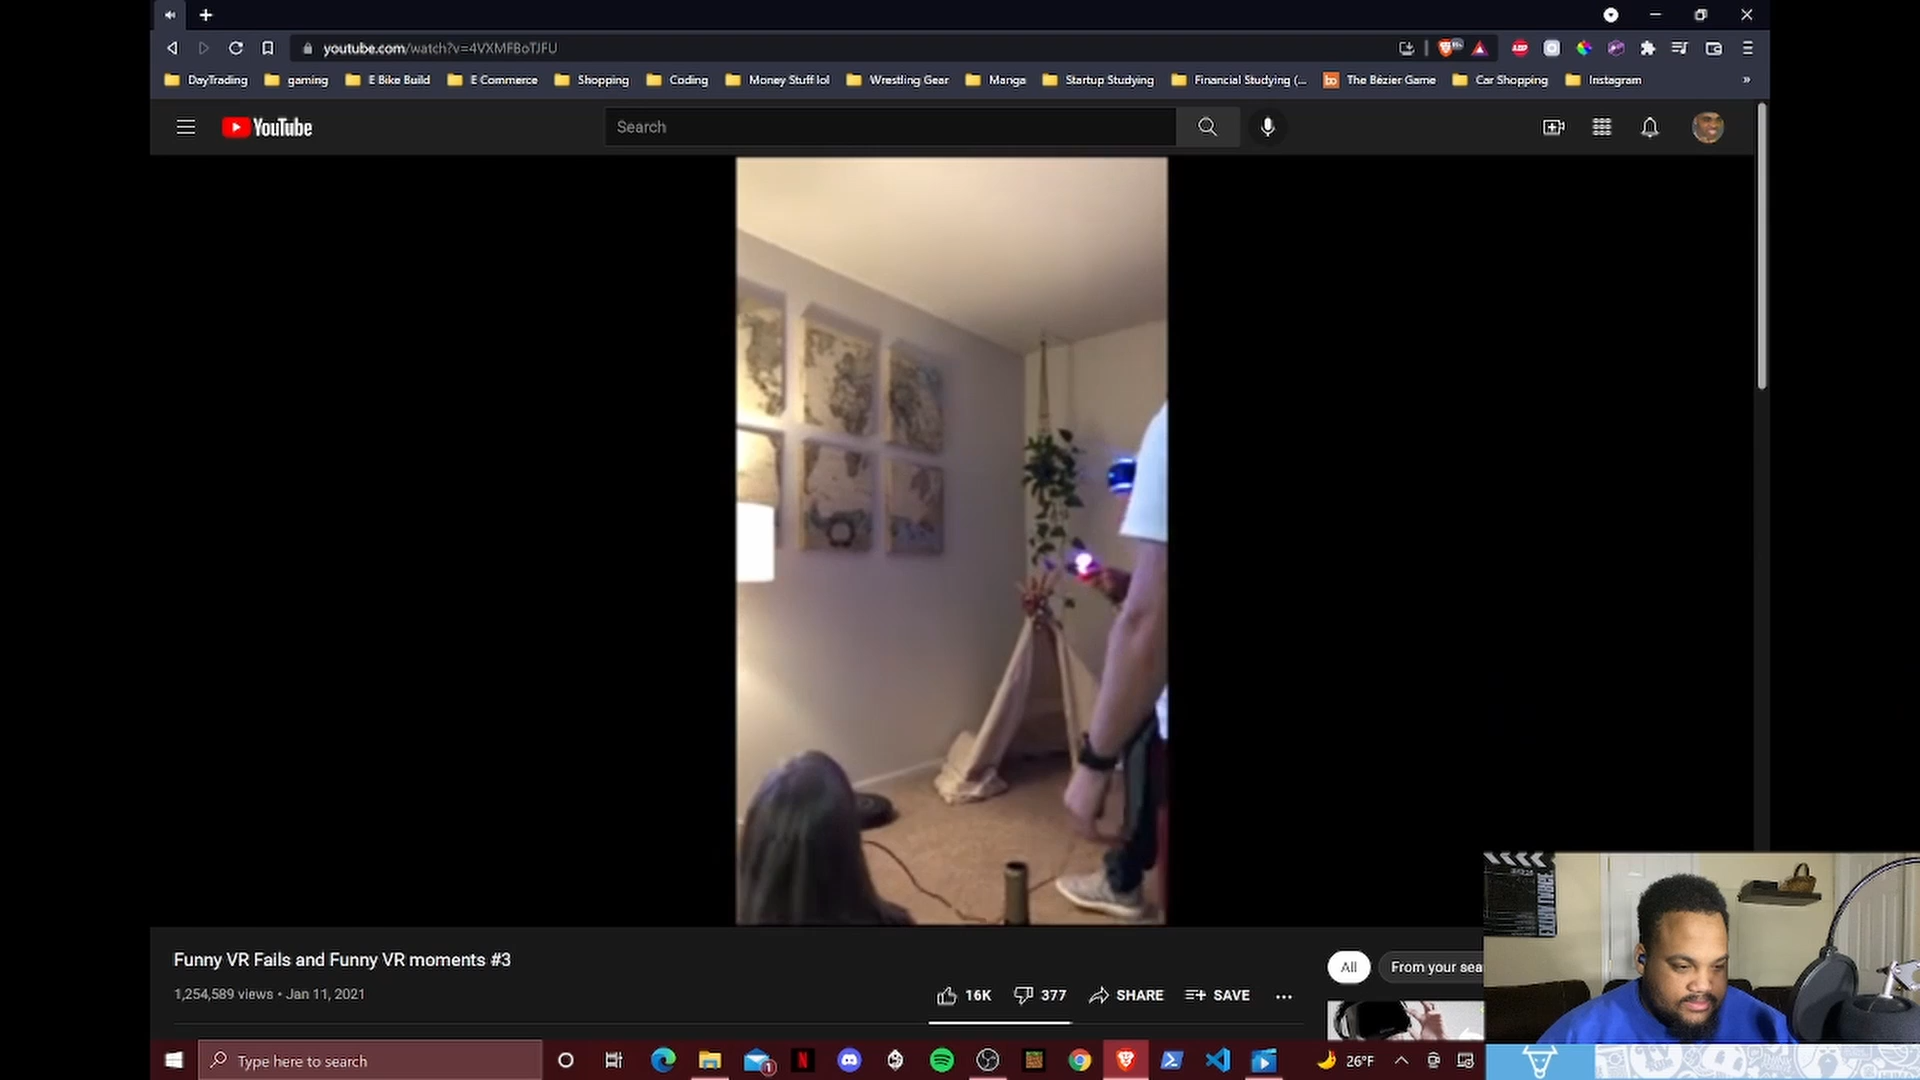 youtube.com/watch?v=4VXMFBoTJFU
DayTrading gaming E Bike Build E Commerce Shopping Coding Money Stuff lol Wrestling Gear Manga Startup Studying Financial Studying (... The Bézier Game Car Shopping Instagram »
YouTube
Search
Funny VR Fails and Funny VR moments #3
1,254,589 views • Jan 11, 2021
16K 377 SHARE SAVE
All From your sea
Type here to search
26°F